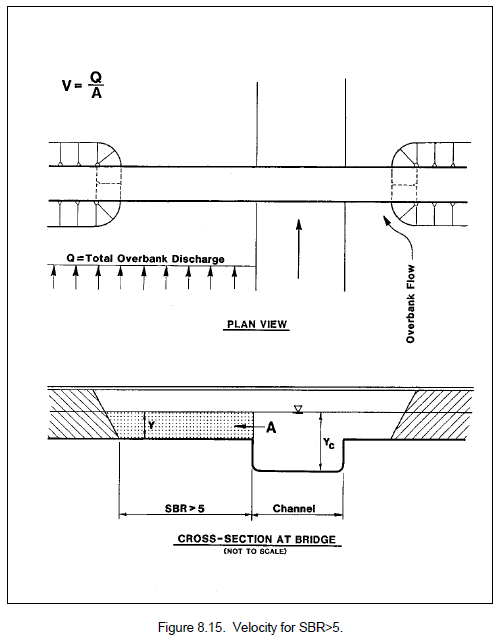 V = Q
A
Q=Total Overbank Discharge
Overbank Flow
PLAN VIEW
Y
A
Yc
SBR > 5
Channel
CROSS-SECTION AT BRIDGE
(NOT TO SCALE)
Figure 8.15.  Velocity for SBR>5.